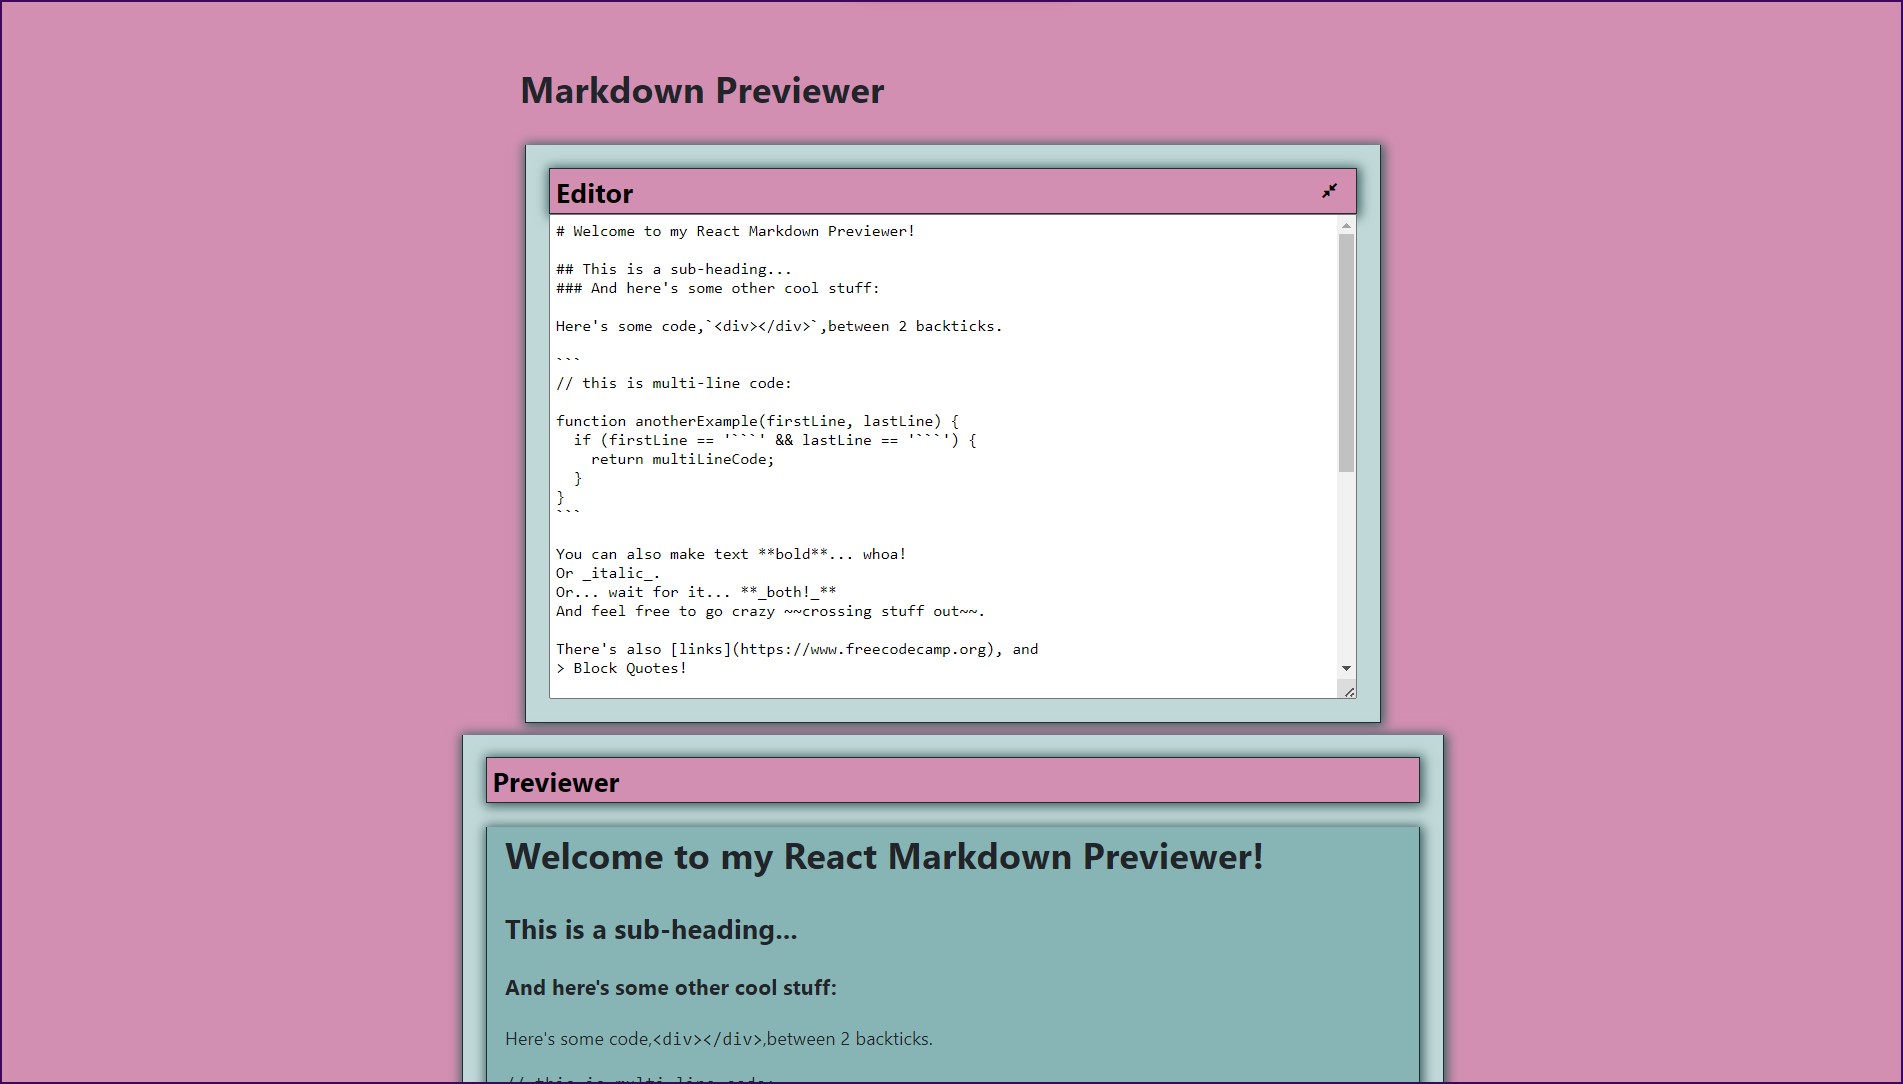 Markdown Previewer
Editor
# Welcome to my React Markdown Previewer!
## This is a sub-heading...
### And here's some other cool stuff:
Here's some code,`<div></div>`,between 2 backticks.
```
// this is multi-line code:
function anotherExample(firstLine, lastLine) {
  if (firstLine == '```' && lastLine == '```') {
    return multiLineCode;
  }
}
```
You can also make text **bold**... whoa!
Or _italic_.
Or... wait for it... **_both!_**
And feel free to go crazy ~~crossing stuff out~~.
There's also [links](https://www.freecodecamp.org), and
> Block Quotes!
Previewer
Welcome to my React Markdown Previewer!
This is a sub-heading...
And here's some other cool stuff:
Here's some code,<div></div>,between 2 backticks.
// this is multi-line code: